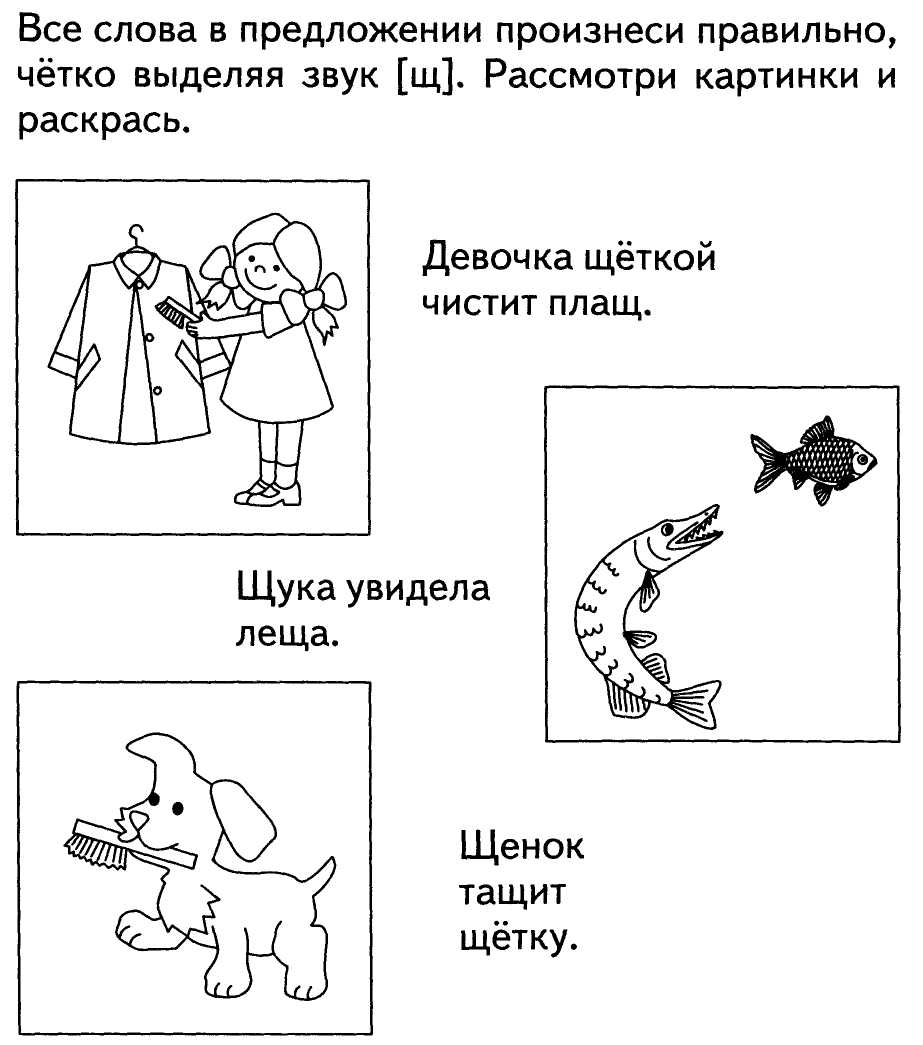 Все слова в предложении произнеси правильно,
чётко выделяя звук [щ]. Рассмотри картинки и
раскрась.
Девочка щёткой
чистит плащ.
Щука увидела
леща.
Щенок
тащит
щётку.